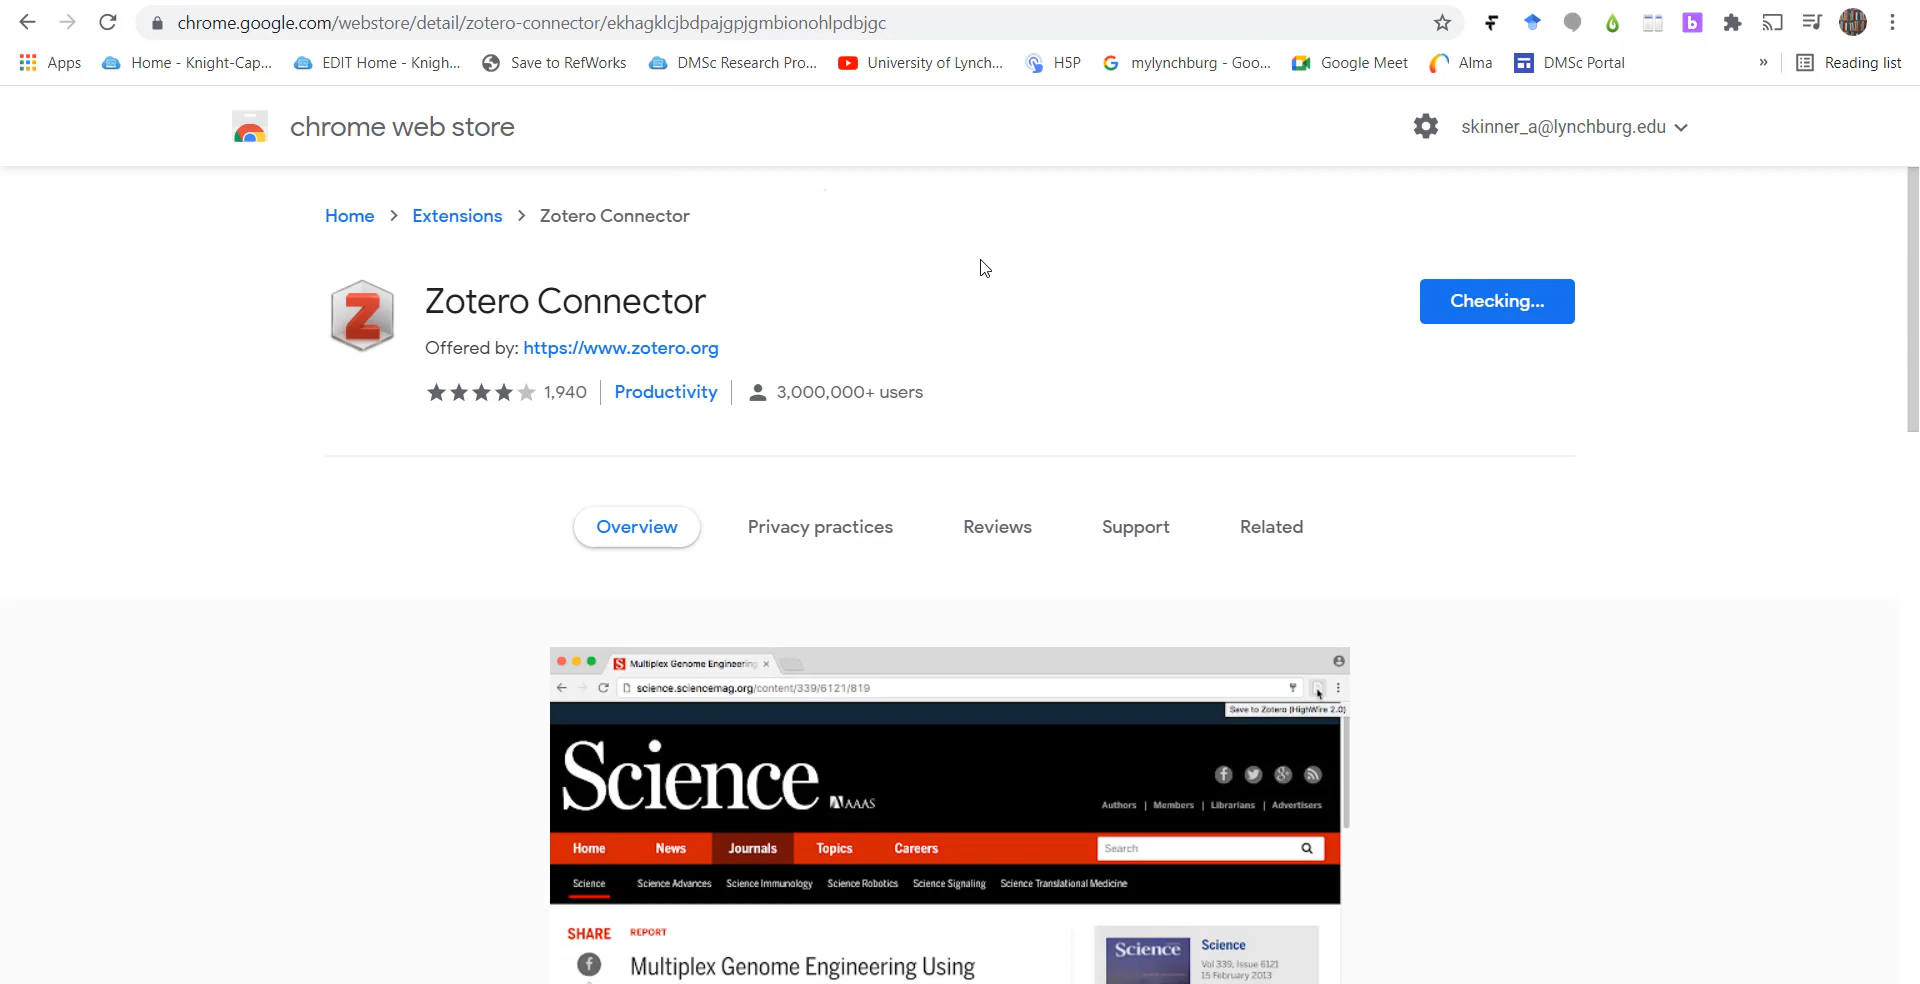 chrome.google.com/webstore/detail/zotero-connector/ekhagklcjbdpajgpjgmbionohlpdbjgc
Apps Home - Knight-Cap... EDIT Home - Knigh... Save to RefWorks DMSc Research Pro... University of Lynch... H5P mylynchburg - Goo... Google Meet Alma DMSc Portal » Reading list
chrome web store skinner_a@lynchburg.edu
Home > Extensions > Zotero Connector
Zotero Connector
Checking...
Offered by: https://www.zotero.org
1,940 Productivity 3,000,000+ users
Overview Privacy practices Reviews Support Related
Multiplex Genome Engineering
science.sciencemag.org/content/339/6121/819
Save to Zotero (HighWire 2.0)
Science AAAS
Authors | Members | Librarians | Advertisers
Home News Journals Topics Careers Search
Science Science Advances Science Immunology Science Robotics Science Signaling Science Translational Medicine
SHARE REPORT
Multiplex Genome Engineering Using
Science
Science
Vol 339, Issue 6121
15 February 2013